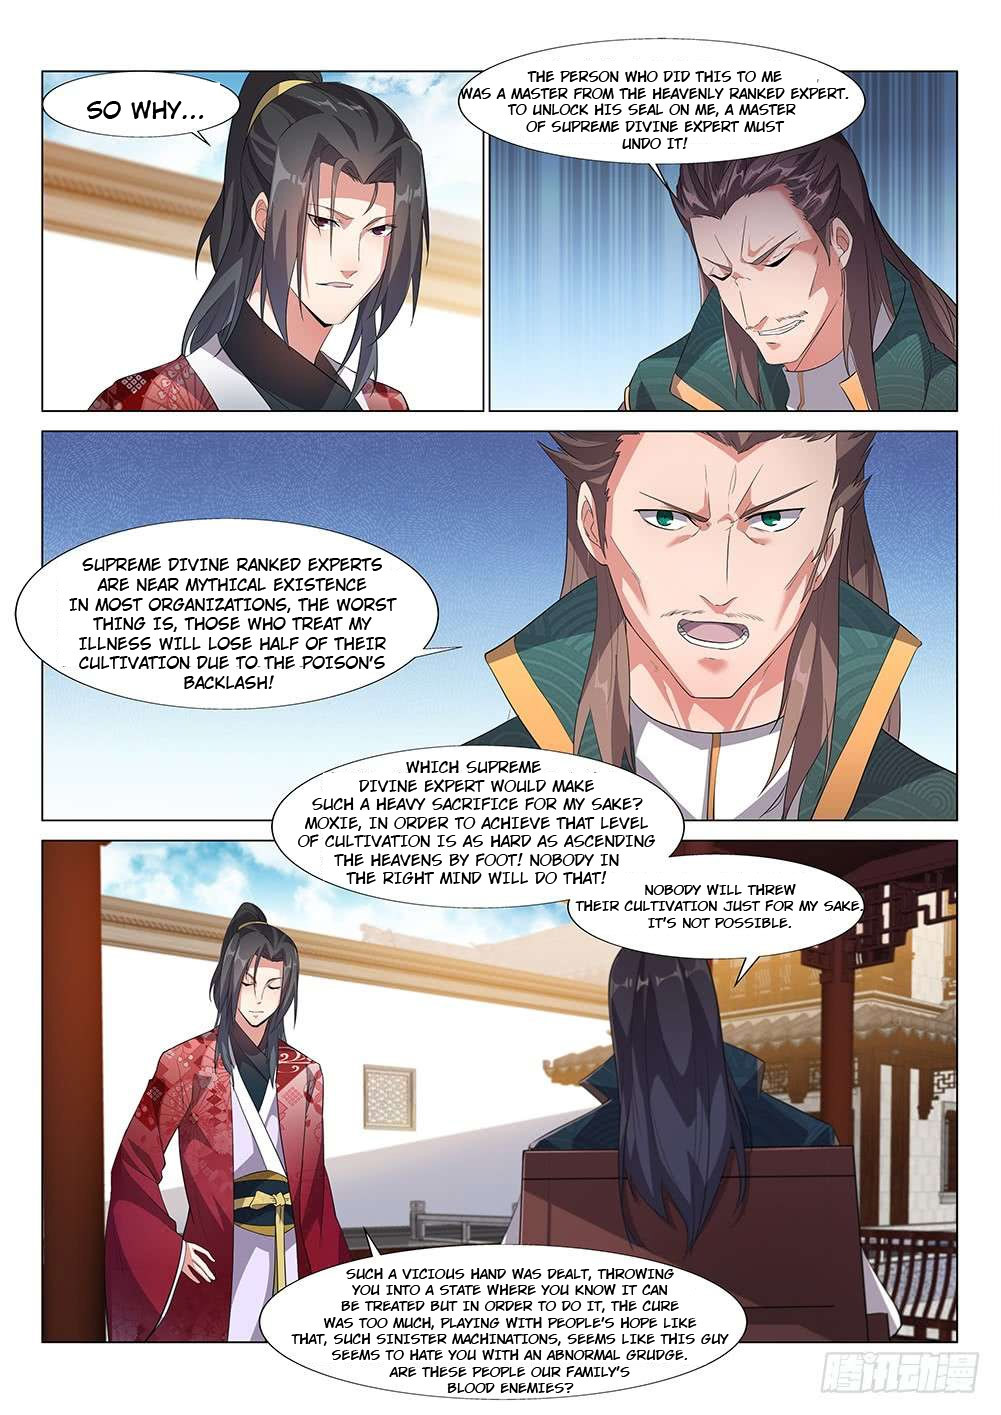 SO WHY...
THE PERSON WHO DID THIS TO ME
WAS A MASTER FROM THE HEAVENLY RANKED EXPERT.
TO UNLOCK HIS SEAL ON ME, A MASTER
OF SUPREME DIVINE EXPERT MUST
UNDO IT!
SUPREME DIVINE RANKED EXPERTS
ARE NEAR MYTHICAL EXISTENCE
IN MOST ORGANIZATIONS, THE WORST
THING IS, THOSE WHO TREAT MY
ILLNESS WILL LOSE HALF OF THEIR
CULTIVATION DUE TO THE POISON'S
BACKLASH!
WHICH SUPREME
DIVINE EXPERT WOULD MAKE
SUCH A HEAVY SACRIFICE FOR MY SAKE?
MOXIE, IN ORDER TO ACHIEVE THAT LEVEL
OF CULTIVATION IS AS HARD AS ASCENDING
THE HEAVENS BY FOOT! NOBODY IN
THE RIGHT MIND WILL DO THAT!
NOBODY WILL THREW
THEIR CULTIVATION JUST FOR MY SAKE.
IT'S NOT POSSIBLE.
SUCH A VICIOUS HAND WAS DEALT, THROWING
YOU INTO A STATE WHERE YOU KNOW IT CAN
BE TREATED BUT IN ORDER TO DO IT, THE CURE
WAS TOO MUCH, PLAYING WITH PEOPLE'S HOPE LIKE
THAT, SUCH SINISTER MACHINATIONS, SEEMS LIKE THIS GUY
SEEMS TO HATE YOU WITH AN ABNORMAL GRUDGE.
ARE THESE PEOPLE OUR FAMILY'S
BLOOD ENEMIES?
腾讯动漫